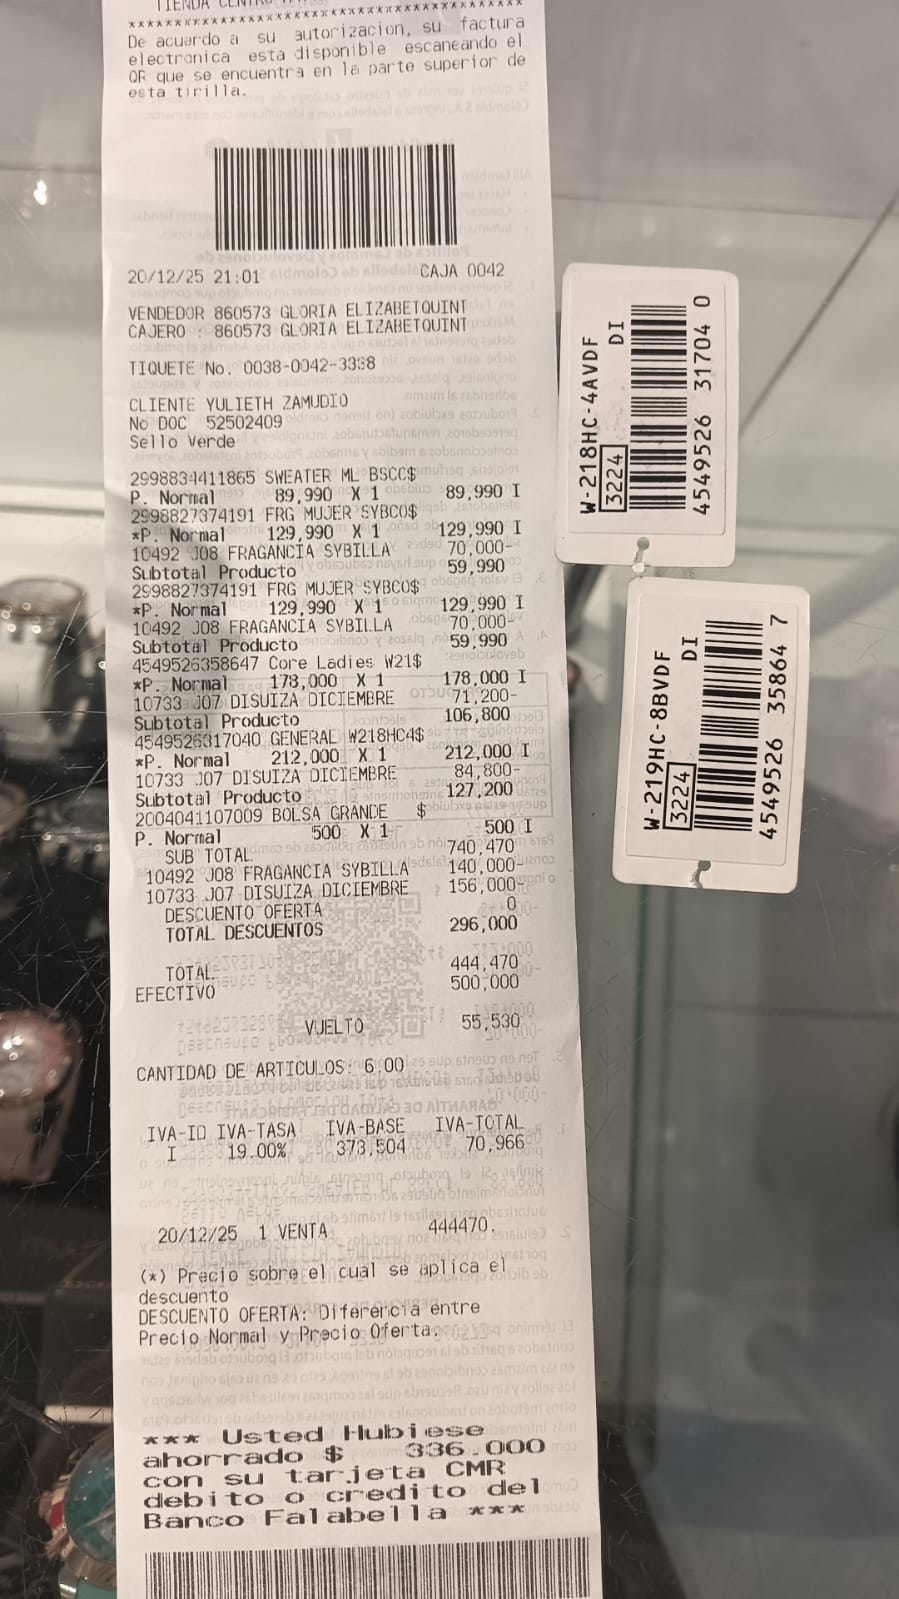 TIENDA CENTRO
************************************
De acuerdo a su autorizacion, su factura
electronica esta disponible escaneando el
QR que se encuentra en la parte superior de
esta tirilla.
20/12/25 21:01 CAJA 0042
VENDEDOR 860573 GLORIA ELIZABETQUINT
CAJERO : 860573 GLORIA ELIZABETQUINT
TIQUETE No. 0038-0042-3338
CLIENTE YULIETH ZAMUDIO
No DOC 52502409
Sello Verde
2998834411865 SWEATER ML BSCC$
P. Normal 89,990 X 1 89,990 I
2998827374191 FRG MUJER SYBCO$
*P. Normal 129,990 X 1 129,990 I
10492 J08 FRAGANCIA SYBILLA 70,000-
Subtotal Producto 59,990
2998827374191 FRG MUJER SYBCO$
*P. Normal 129,990 X 1 129,990 I
10492 J08 FRAGANCIA SYBILLA 70,000-
Subtotal Producto 59,990
4549526358647 Core Ladies W21$
*P. Normal 178,000 X 1 178,000 I
10733 J07 DISUIZA DICIEMBRE 71,200-
Subtotal Producto 106,800
4549526317040 GENERAL W218HC4$
*P. Normal 212,000 X 1 212,000 I
10733 J07 DISUIZA DICIEMBRE 84,800-
Subtotal Producto 127,200
2004041107009 BOLSA GRANDE $
P. Normal 500 X 1 500 I
SUB TOTAL 740,470
10492 J08 FRAGANCIA SYBILLA 140,000-
10733 J07 DISUIZA DICIEMBRE 156,000-
DESCUENTO OFERTA 0
TOTAL DESCUENTOS 296,000
TOTAL 444,470
EFECTIVO 500,000
VUELTO 55,530
CANTIDAD DE ARTICULOS: 6.00
IVA-ID IVA-TASA IVA-BASE IVA-TOTAL
I 19.00% 373,504 70,966
20/12/25 1 VENTA 444470.
(*) Precio sobre el cual se aplica el
descuento
DESCUENTO OFERTA: Diferencia entre
Precio Normal y Precio Oferta.
*** Usted Hubiese
ahorrado $ 336.000
con su tarjeta CMR
debito o credito del
Banco Falabella ***
W-218HC-4AVDF
DI
3224
4549526 31704 0
W-219HC-8BVDF
DI
3224
4549526 35864 7